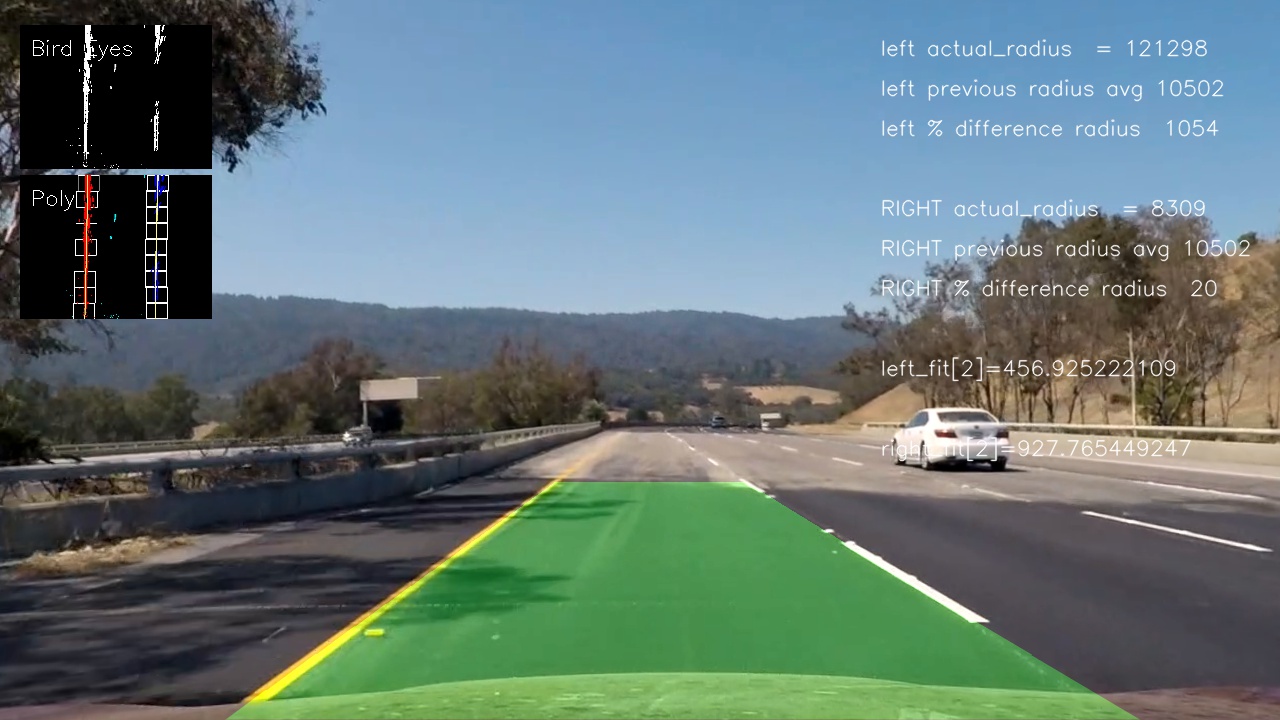 Bird Eyes
Poly
left actual_radius = 121298
left previous radius avg 10502
left % difference radius 1054
RIGHT actual_radius = 8309
RIGHT previous radius avg 10502
RIGHT % difference radius 20
left_fit[2]=456.925222109
right_fit[2]=927.765449247